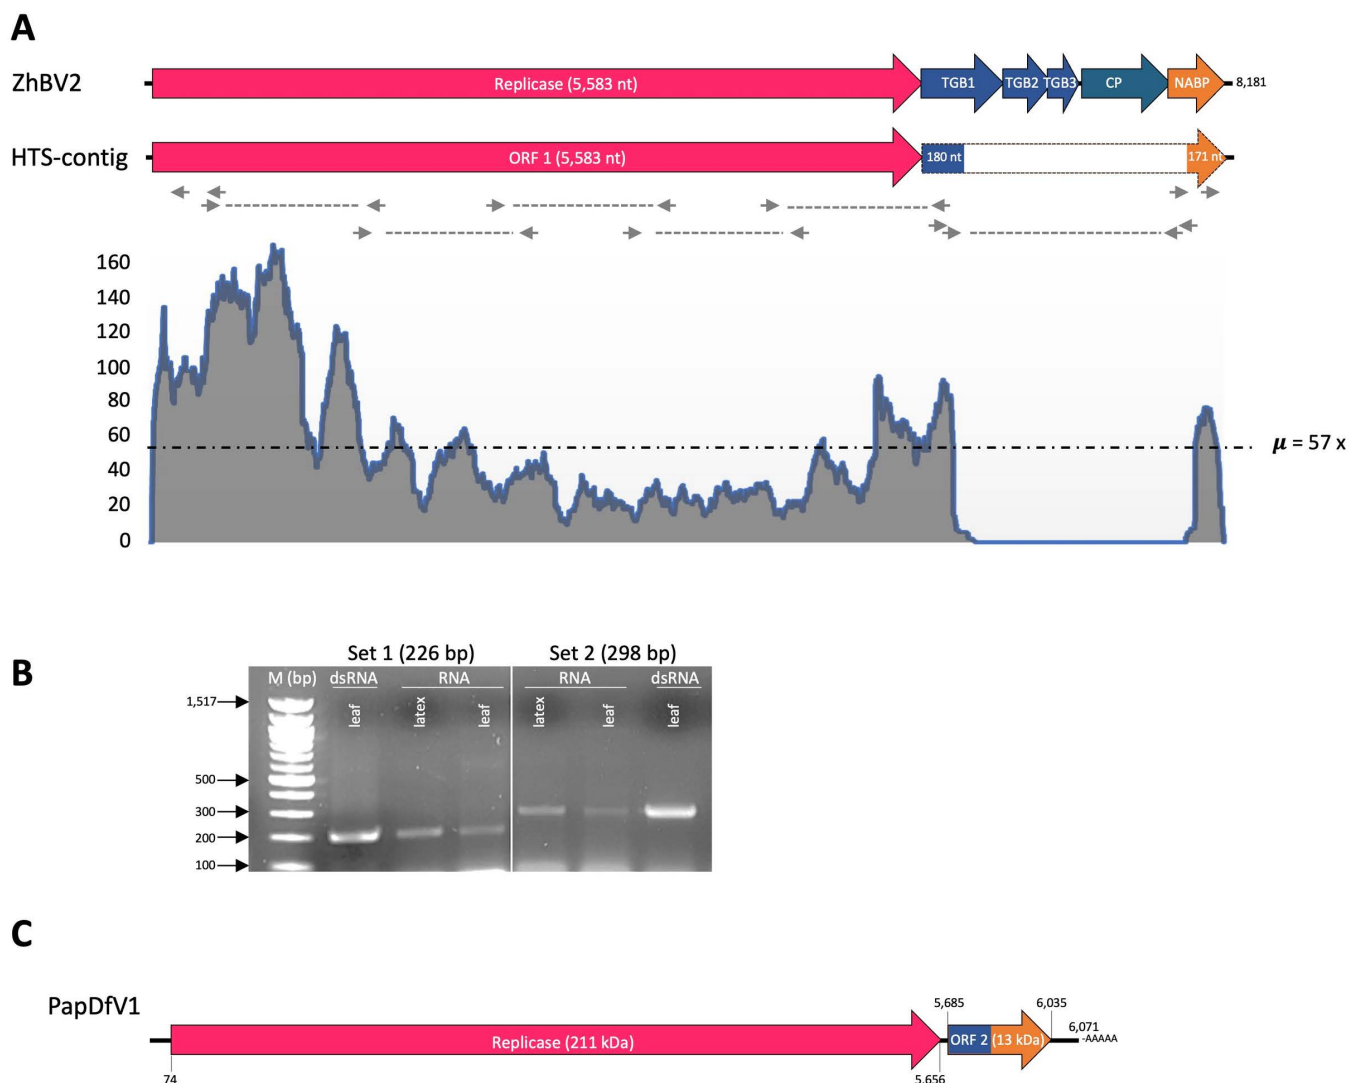 A
ZhBV2
Replicase (5,583 nt)
TGB1
TGB2
TGB3
CP
NABP
8,181
HTS-contig
ORF 1 (5,583 nt)
180 nt
171 nt
160
140
120
100
80
60
40
20
0
μ = 57 x
B
Set 1 (226 bp)
Set 2 (298 bp)
M (bp)
dsRNA
RNA
RNA
dsRNA
leaf
latex
leaf
latex
leaf
leaf
1,517
500
300
200
100
C
PapDfV1
5,685
6,035
6,071
-AAAAA
Replicase (211 kDa)
ORF 2 (13 kDa)
74
5,656